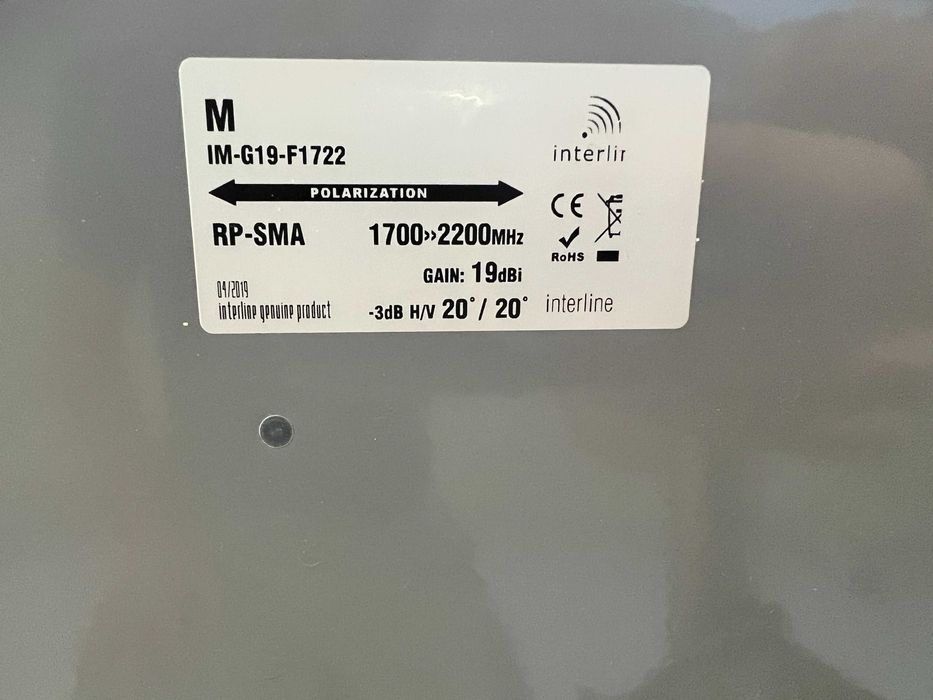 M
IM-G19-F1722
POLARIZATION
RP-SMA
1700»2200MHz
GAIN: 19dBi
-3dB H/V 20° / 20°
04/2019
interline genuine product
interlir
CE
RoHS
interline